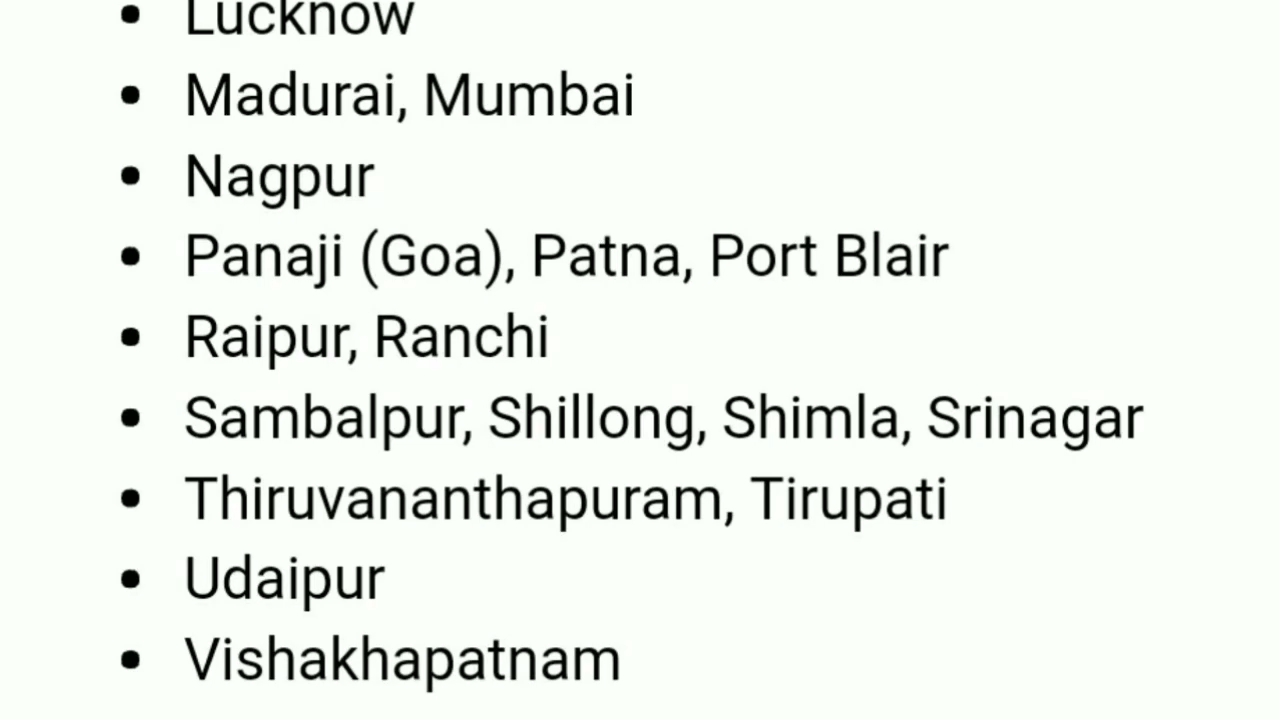 • Lucknow
• Madurai, Mumbai
• Nagpur
• Panaji (Goa), Patna, Port Blair
• Raipur, Ranchi
• Sambalpur, Shillong, Shimla, Srinagar
• Thiruvananthapuram, Tirupati
• Udaipur
• Vishakhapatnam